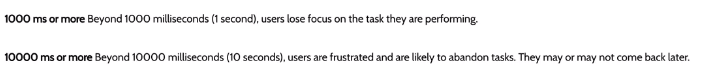 1000 ms or more Beyond 1000 milliseconds (1 second), users lose focus on the task they are performing.
10000 ms or more Beyond 10000 milliseconds (10 seconds), users are frustrated and are likely to abandon tasks. They may or may not come back later.